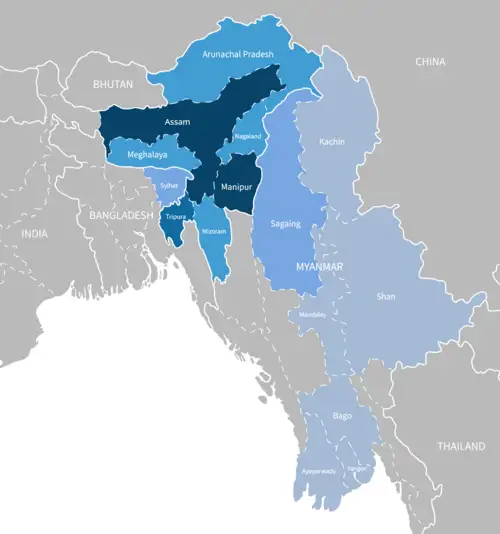 CHINA
Arunachal Pradesh
BHUTAN
Assam
Nagaland
Kachin
Meghalaya
Sylhet
Manipur
BANGLADESH
Tripura
INDIA
Mizoram
Sagaing
MYANMAR
Shan
Mandalay
Bago
THAILAND
Ayeyarwady
Yangon